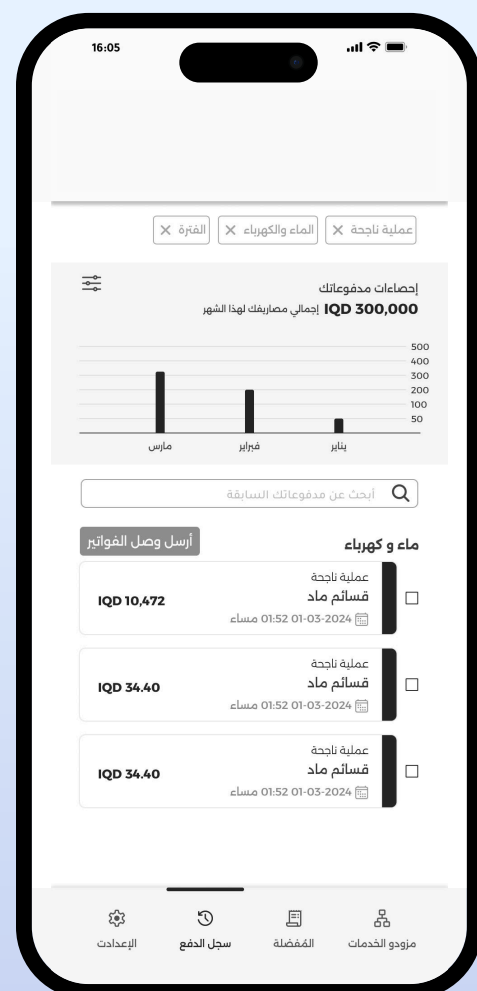 16:05
عملية ناجحة ×
الماء والكهرباء ×
الفترة ×
إحصاءات مدفوعاتك
IQD 300,000 إجمالي مصاريفك لهذا الشهر
500
400
300
200
100
50
يناير
فبراير
مارس
أبحث عن مدفوعاتك السابقة
ماء و كهرباء
أرسل وصل الفواتير
عملية ناجحة
قسائم ماد
IQD 10,472
01-03-2024 01:52 مساء
عملية ناجحة
قسائم ماد
IQD 34.40
01-03-2024 01:52 مساء
عملية ناجحة
قسائم ماد
IQD 34.40
01-03-2024 01:52 مساء
مزودو الخدمات
المُفضلة
سجل الدفع
الإعدادت